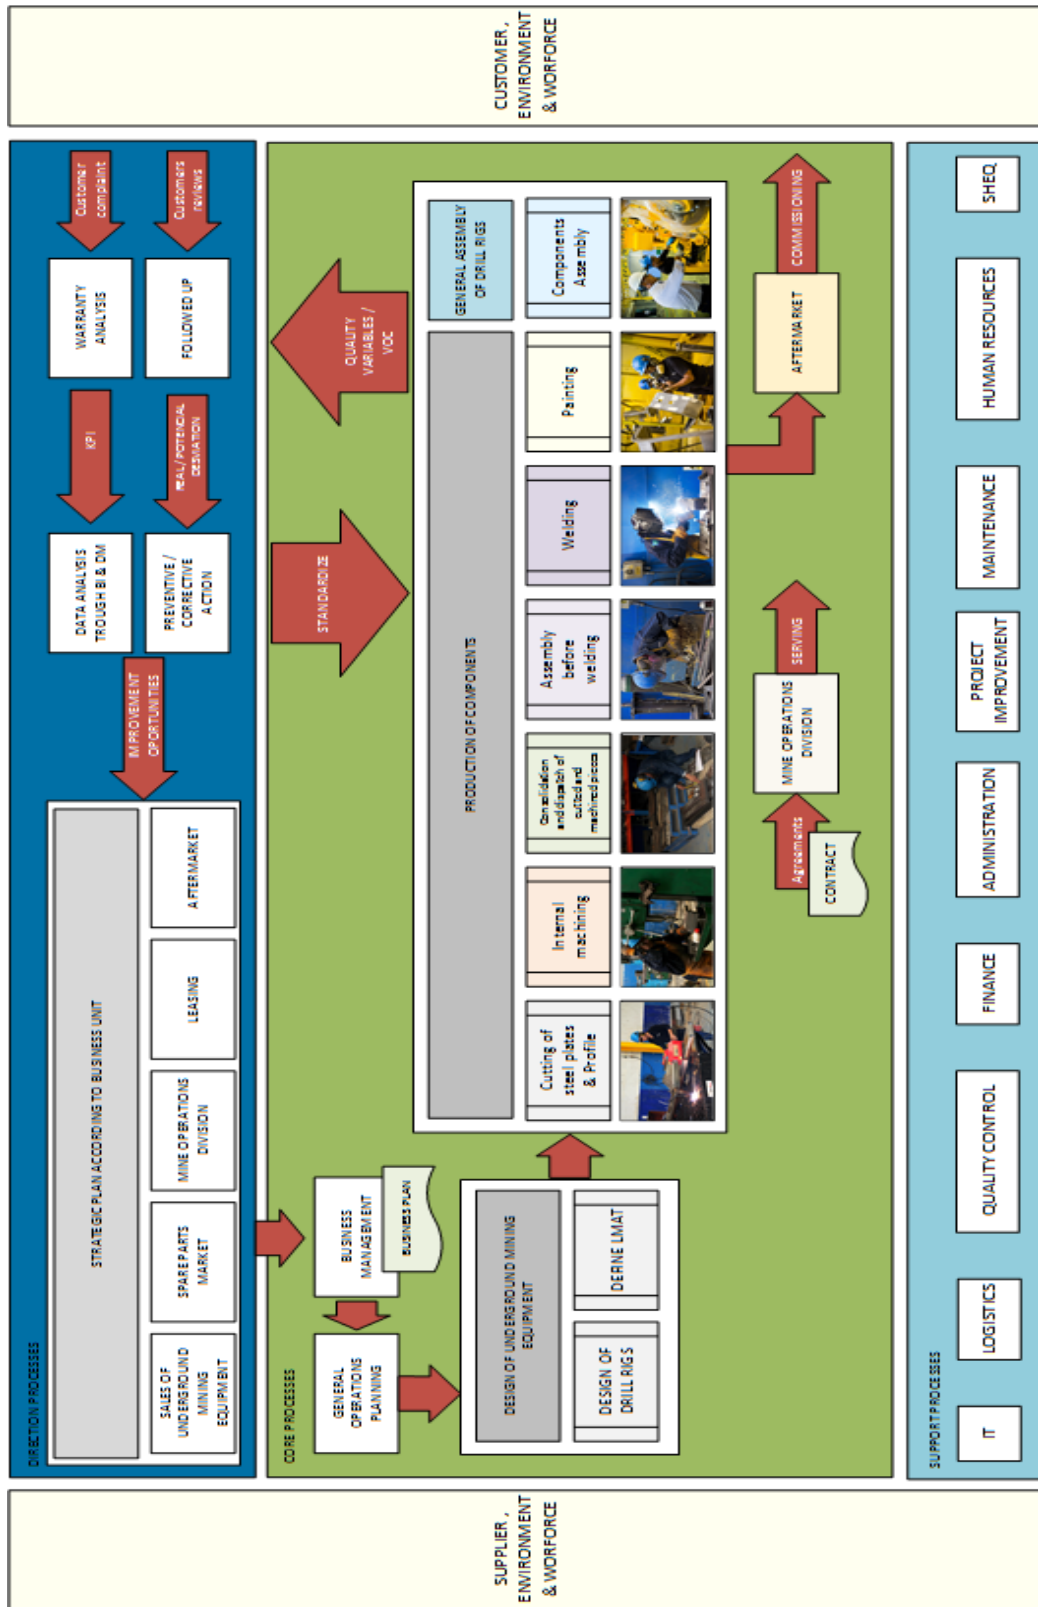 SUPPLIER ,
ENVIRONMENT
& WORFORCE
DIRECTION PROCESSES
STRATEGIC PLAN ACCORDING TO BUSINESS UNIT
SALES OF
UNDERGROUND
MINING
EQUIPMENT
SPARE PARTS
MARKET
MINE OPERATIONS
DIVISION
LEASING
AFTERMARKET
IMPROVEMENT
OPORTUNITIES
DATA ANALYSIS
TROUGH BI & DM
KPI
WARRANTY
ANALYSIS
Customer
complaint
PREVENTIVE /
CORRECTIVE
ACTION
REAL/POTENTIAL
FOLLOWED UP
Customers
reviews
CORE PROCESSES
BUSINESS
MANAGEMENT
BUSINESS PLAN
GENERAL
OPERATIONS
PLANNING
DESIGN OF UNDERGROUND MINING
EQUIPMENT
DESIGN OF
DRILL RIGS
DEFINE LMAT
STANDARDIZE
QUALITY
VARIABLES /
VOC
PRODUCTION OF COMPONENTS
GENERAL ASSEMBLY
OF DRILL RIGS
Cutting of
steel plates
& Profile
Internal
machining
Consolidation
and dispatch of
cutted and
machined pieces
Assembly
before
welding
Welding
Painting
Components
Assembly
CONTRACT
Agreements
MINE OPERATIONS
DIVISION
SERVING
AFTERMARKET
COMMISSIONING
SUPPORT PROCESSES
IT
LOGISTICS
QUALITY CONTROL
FINANCE
ADMINISTRATION
PROJECT
IMPROVEMENT
MAINTENANCE
HUMAN RESOURCES
SHEQ
CUSTOMER ,
ENVIRONMENT
& WORFORCE